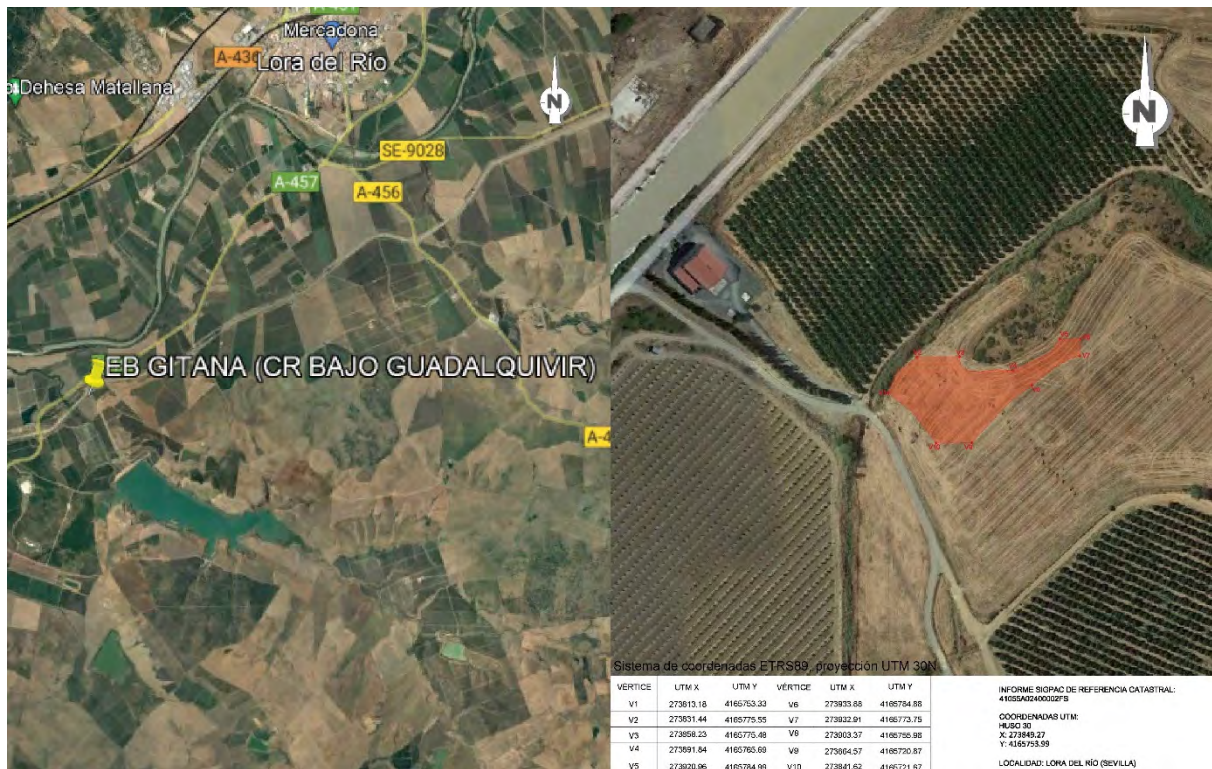 Mercadona
Lora del Río
Dehesa Matallana
N
SE-9028
A-457
A-456
EB GITANA (CR BAJO GUADALQUIVIR)
N
Sistema de coordenadas ETRS89, proyección UTM 30N
VERTICE UTM X UTM Y VÉRTICE UTM X UTM Y
V1 273813.18 4165753.33 V6 273933.88 4165784.88
V2 273831.44 4165775.55 V7 273932.91 4165773.75
V3 273858.23 4165775.48 V8 273903.37 4165755.98
V4 273891.84 4165765.69 V9 273864.57 4165720.87
V5 273920.96 4165784.99 V10 273841.62 4165721.67
INFORME SIGPAC DE REFERENCIA CATASTRAL:
41055A02400002FS
COORDENADAS UTM:
HUSO 30
X: 273849.27
Y: 4165753.99
LOCALIDAD: LORA DEL RÍO (SEVILLA)